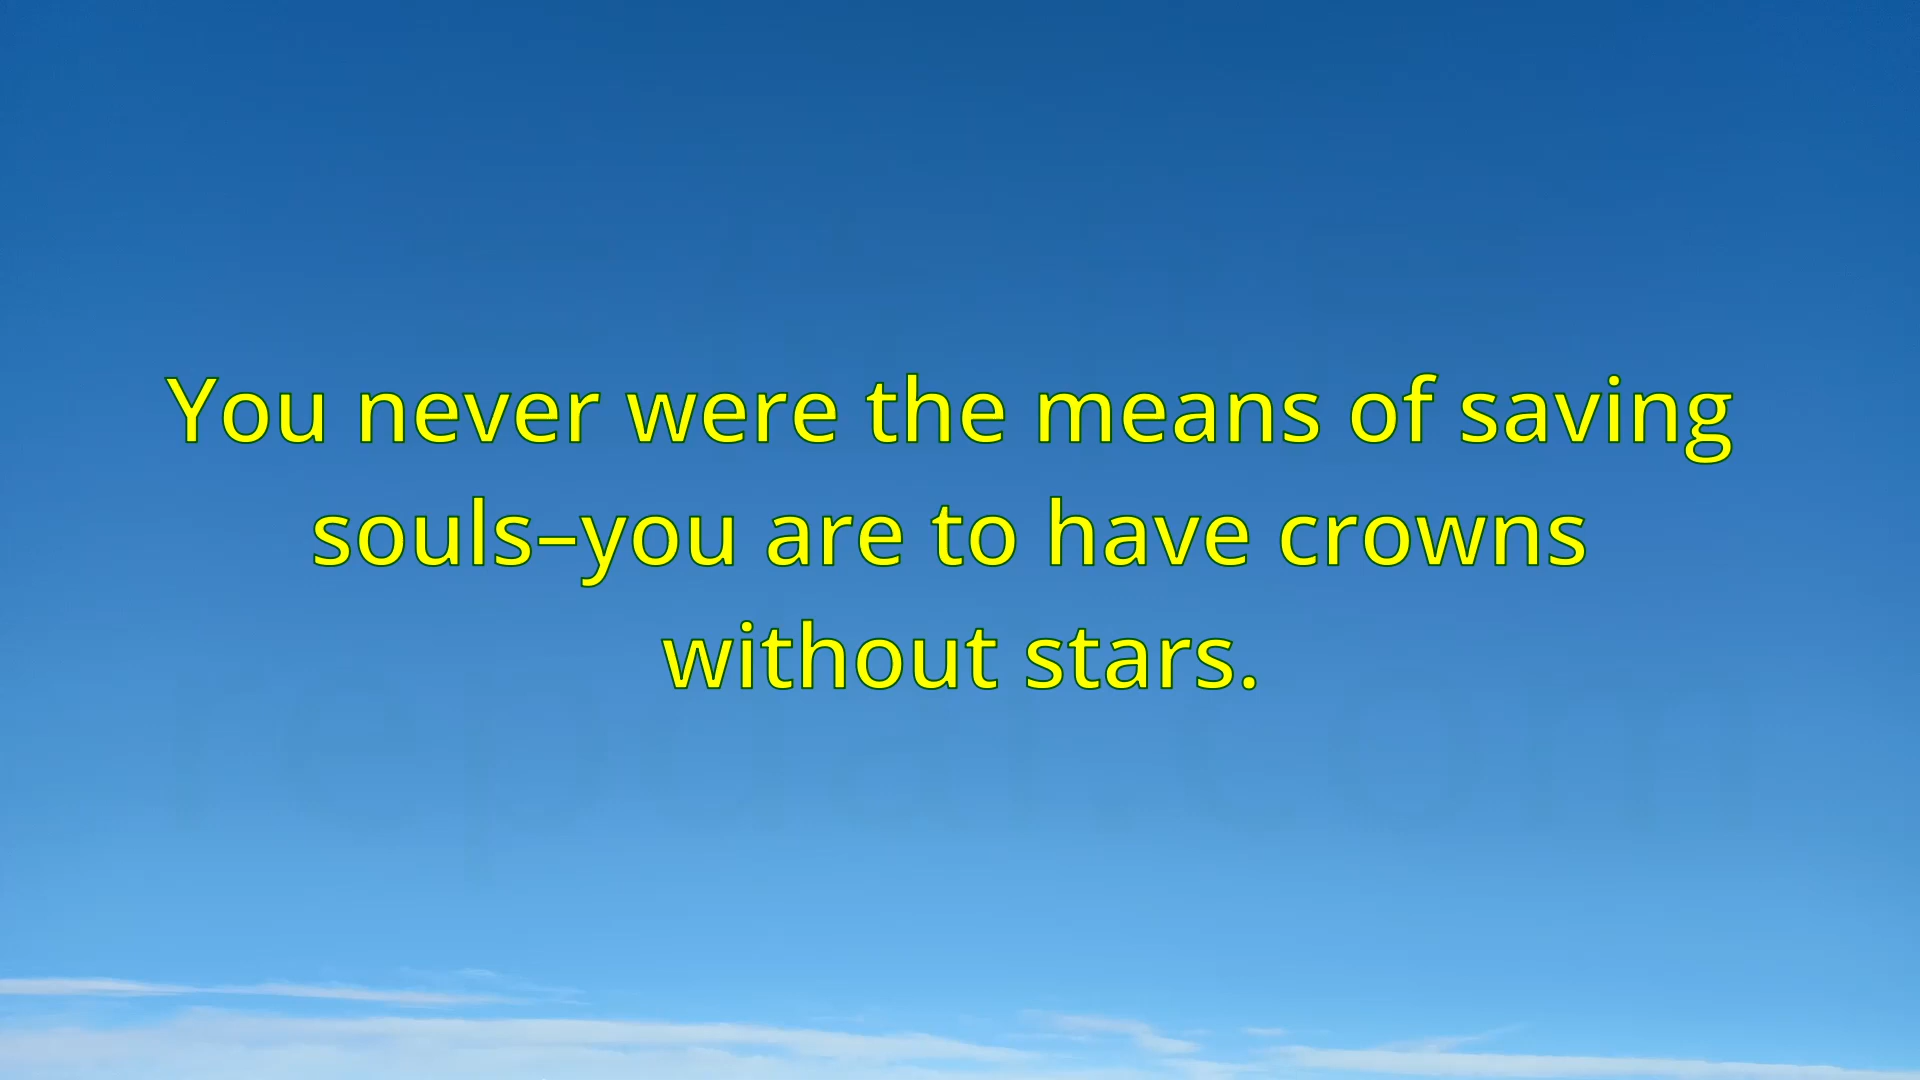 You never were the means of saving
souls–you are to have crowns
without stars.